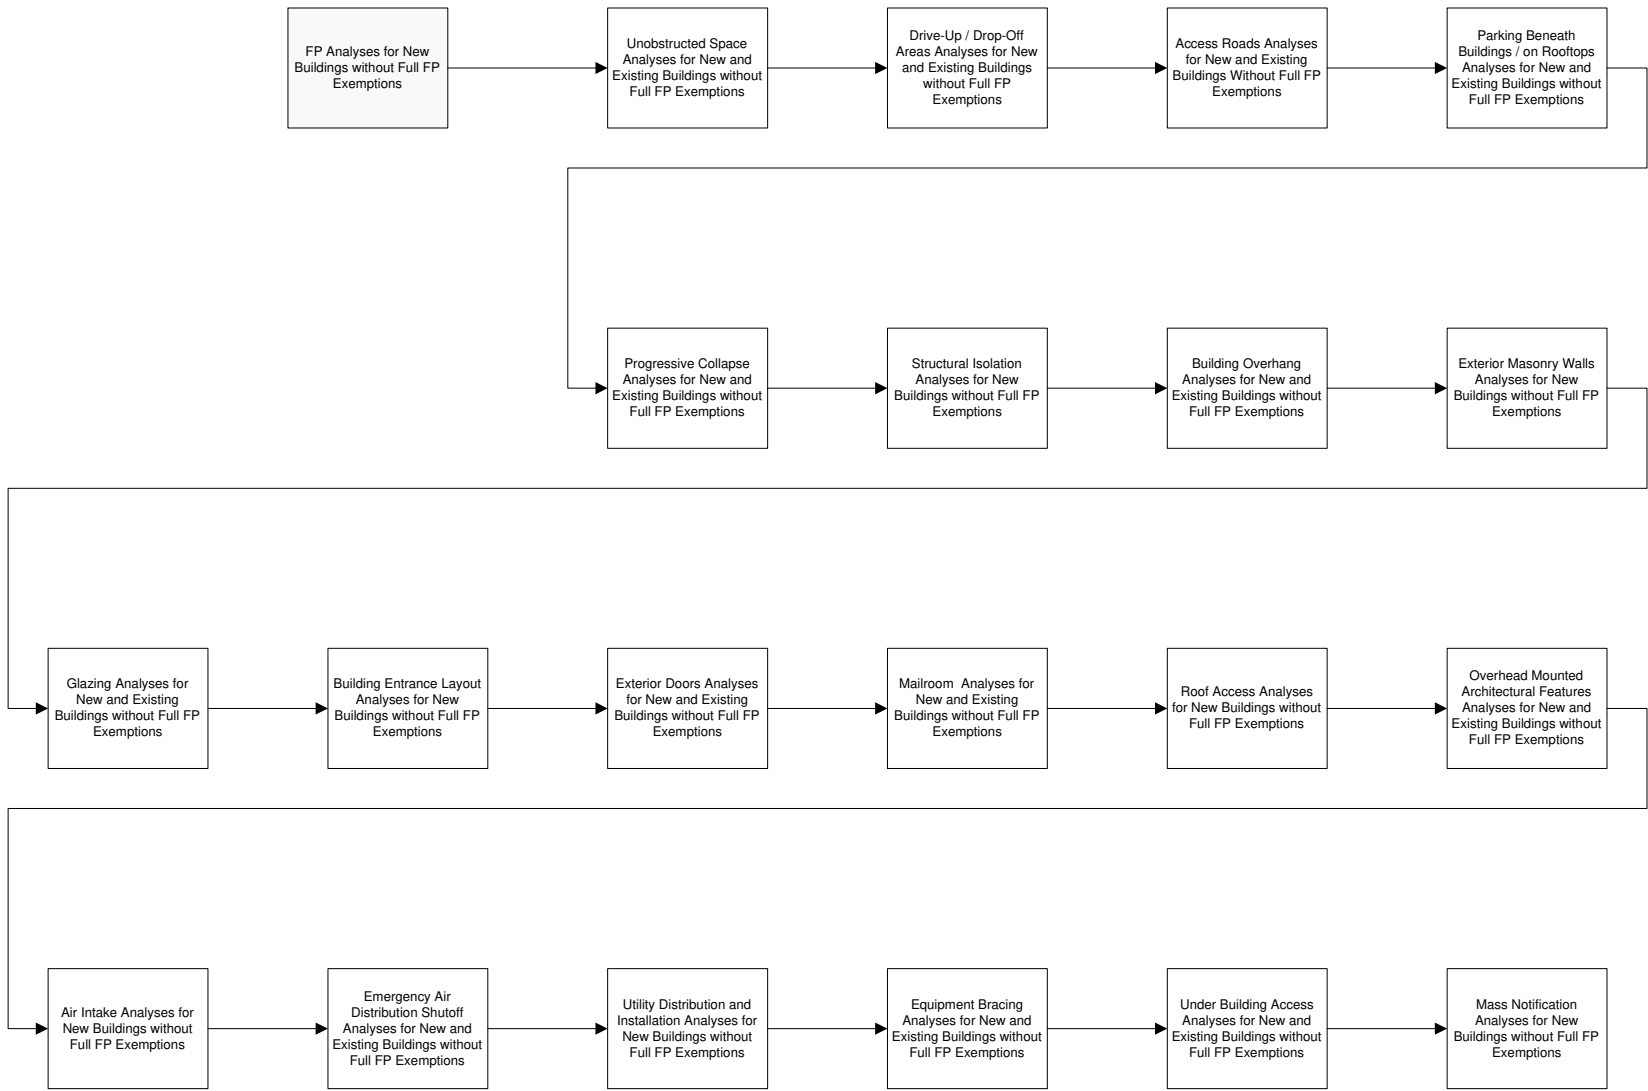 FP Analyses for New
Buildings without Full FP
Exemptions
Unobstructed Space
Analyses for New and
Existing Buildings without
Full FP Exemptions
Drive-Up / Drop-Off
Areas Analyses for New
and Existing Buildings
without Full FP
Exemptions
Access Roads Analyses
for New and Existing
Buildings Without Full FP
Exemptions
Parking Beneath
Buildings / on Rooftops
Analyses for New and
Existing Buildings without
Full FP Exemptions
Progressive Collapse
Analyses for New and
Existing Buildings without
Full FP Exemptions
Structural Isolation
Analyses for New
Buildings without Full FP
Exemptions
Building Overhang
Analyses for New and
Existing Buildings without
Full FP Exemptions
Exterior Masonry Walls
Analyses for New
Buildings without Full FP
Exemptions
Glazing Analyses for
New and Existing
Buildings without Full FP
Exemptions
Building Entrance Layout
Analyses for New
Buildings without Full FP
Exemptions
Exterior Doors Analyses
for New and Existing
Buildings without Full FP
Exemptions
Mailroom  Analyses for
New and Existing
Buildings without Full FP
Exemptions
Roof Access Analyses
for New Buildings without
Full FP Exemptions
Overhead Mounted
Architectural Features
Analyses for New and
Existing Buildings without
Full FP Exemptions
Air Intake Analyses for
New Buildings without
Full FP Exemptions
Emergency Air
Distribution Shutoff
Analyses for New and
Existing Buildings without
Full FP Exemptions
Utility Distribution and
Installation Analyses for
New Buildings without
Full FP Exemptions
Equipment Bracing
Analyses for New and
Existing Buildings without
Full FP Exemptions
Under Building Access
Analyses for New and
Existing Buildings without
Full FP Exemptions
Mass Notification
Analyses for New
Buildings without Full FP
Exemptions